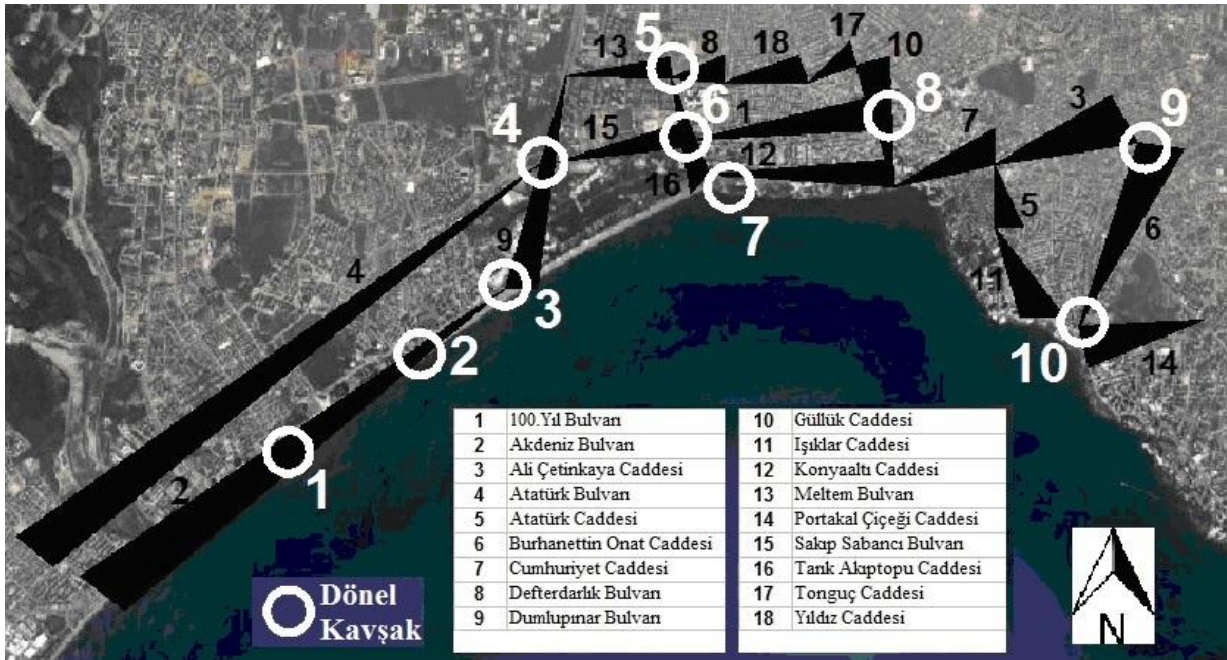 17
5
13
8
18
10
6
1
8
3
4
15
7
9
12
16
7
5
6
9
4
11
3
10
2
14
2
1
1 100.Yıl Bulvarı
2 Akdeniz Bulvarı
3 Ali Çetinkaya Caddesi
4 Atatürk Bulvarı
5 Atatürk Caddesi
6 Burhanettin Onat Caddesi
7 Cumhuriyet Caddesi
8 Defterdarlık Bulvarı
9 Dumlupınar Bulvarı
10 Güllük Caddesi
11 Işıklar Caddesi
12 Konyaaltı Caddesi
13 Meltem Bulvarı
14 Portakal Çiçeği Caddesi
15 Sakıp Sabancı Bulvarı
16 Tarık Akıptopu Caddesi
17 Tonguç Caddesi
18 Yıldız Caddesi
Dönel
Kavşak
N